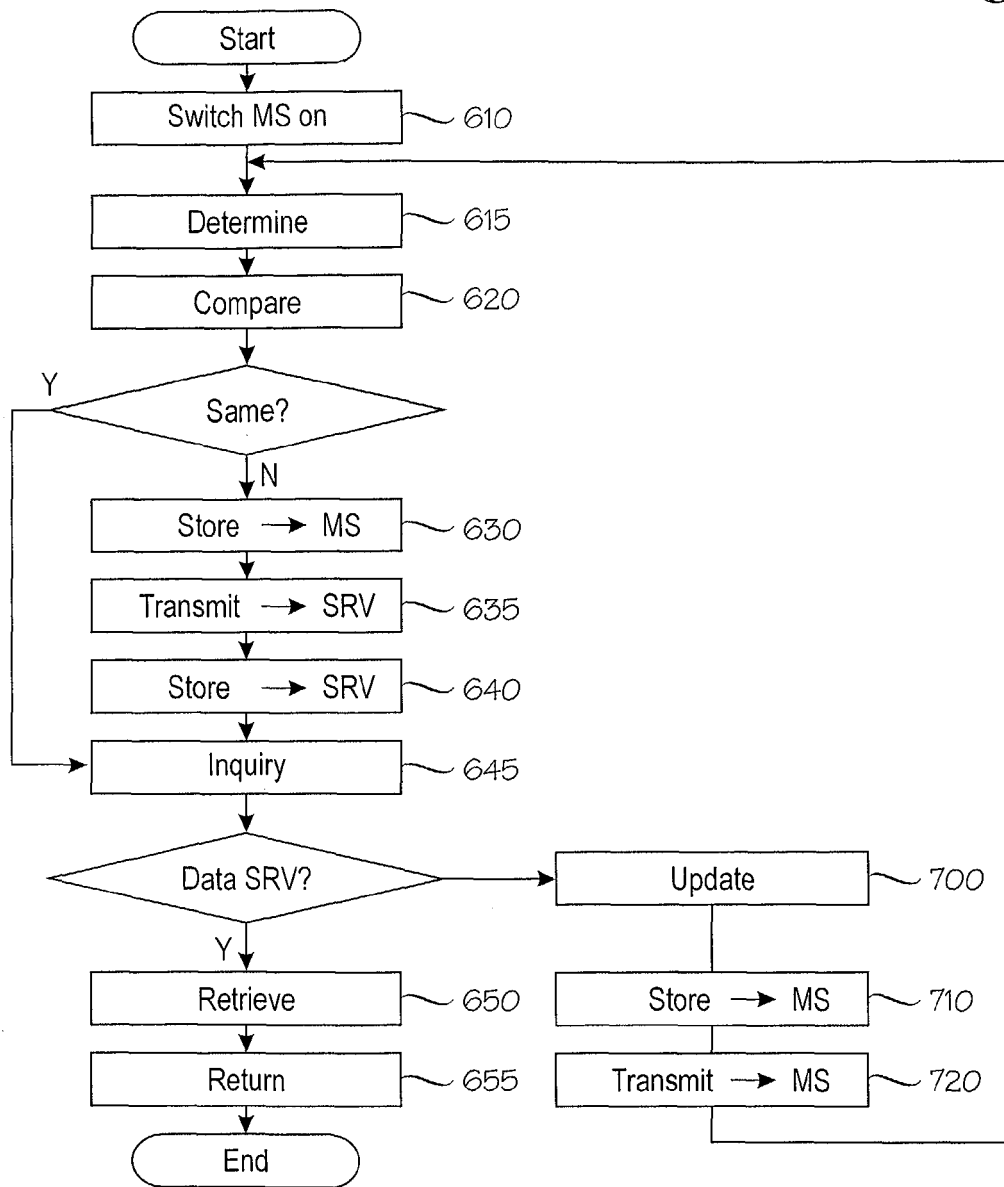 Start
Switch MS on 610
Determine 615
Compare 620
Y
Same?
N
Store → MS 630
Transmit → SRV 635
Store → SRV 640
Inquiry 645
Data SRV?
Update 700
Y
Retrieve 650
Store → MS 710
Return 655
Transmit → MS 720
End